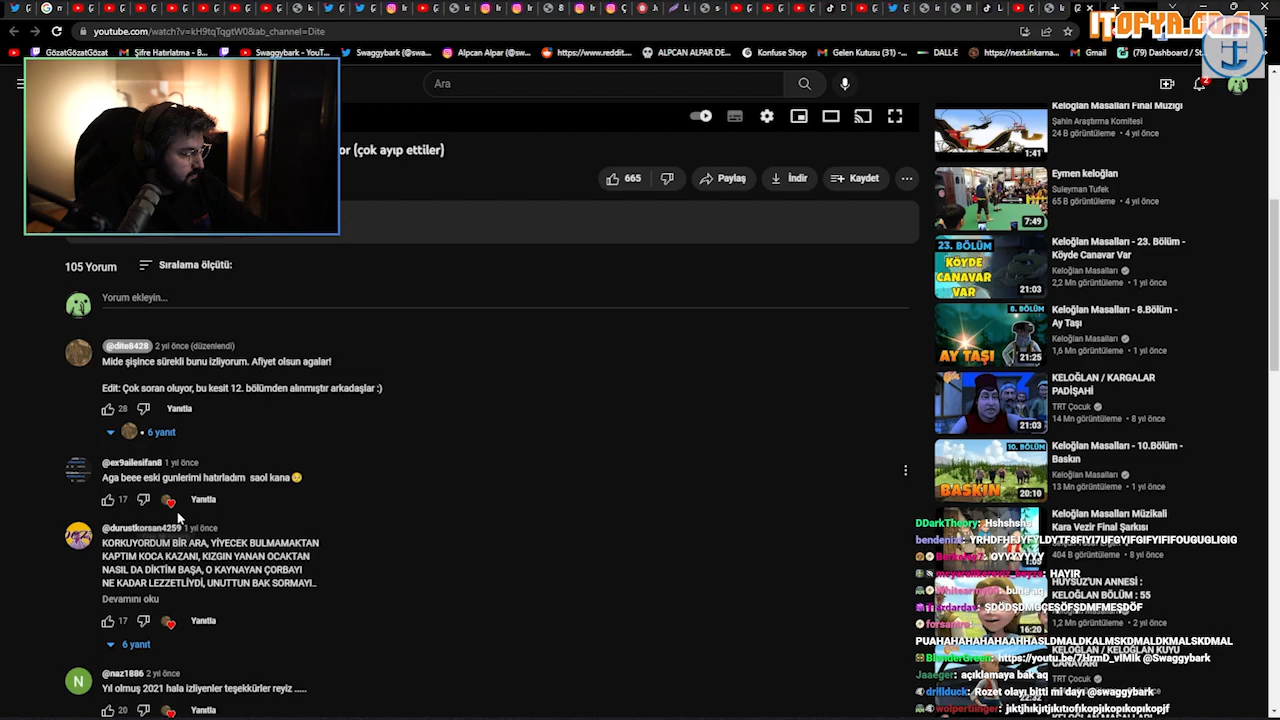 youtube.com/watch?v=kH9tqTqgtW0&ab_channel=Dite
ITOPYA.COM
GözatGözatGözat
Şifre Hatırlatma - B...
Swaggybark - YouT...
Swaggybark (@swa...
Sinan Alper (@sw...
https://www.reddit...
ALPCAN ALPAR DE...
Konfuse Shop
Gelen Kutusu (31) -...
DALL-E
https://next.inkarna...
Gmail
(79) Dashboard / St...
Ara
2
or (çok ayıp ettiler)
665
Paylaş
İndir
Kaydet
105 Yorum
Sıralama ölçütü:
Yorum ekleyin...
@dite8428 2 yıl önce (düzenlendi)
Mide şişince sürekli bunu izliyorum. Afiyet olsun agalar!
Edit: Çok soran oluyor, bu kesit 12. bölümden alınmıştır arkadaşlar :)
28 Yanıtla
6 yanıt
@ex9ailesifan8 1 yıl önce
Aga beee eski gunlerimi hatırladım saol kana
17 Yanıtla
@durustkorsan4259 1 yıl önce
KORKUYORDUM BİR ARA, YİYECEK BULMAMAKTAN
KAPTIM KOCA KAZANI, KIZGIN YANAN OCAKTAN
NASIL DA DİKTİM BAŞA, O KAYNAYAN ÇORBAYI
NE KADAR LEZZETLİYDİ, UNUTTUN BAK SORMAYI..
Devamını oku
17 Yanıtla
6 yanıt
N
@naz1886 2 yıl önce
Yıl olmuş 2021 hala izliyenler teşekkürler reyiz .....
20 Yanıtla
Keloğlan Masalları Final Müziği
Şahin Araştırma Komitesi
24 B görüntüleme • 4 yıl önce
1:41
Eymen keloğlan
Suleyman Tufek
65 B görüntüleme • 4 yıl önce
7:49
23. BÖLÜM
KÖYDE
CANAVAR
VAR
21:03
Keloğlan Masalları - 23. Bölüm -
Köyde Canavar Var
Keloğlan Masalları
2,2 Mn görüntüleme • 1 yıl önce
8. BÖLÜM
AY TAŞI
21:25
Keloğlan Masalları - 8.Bölüm -
Ay Taşı
Keloğlan Masalları
1,6 Mn görüntüleme • 1 yıl önce
21:03
KELOĞLAN / KARGALAR
PADİŞAHİ
TRT Çocuk
14 Mn görüntüleme • 8 yıl önce
10. BÖLÜM
BASKIN
20:10
Keloğlan Masalları - 10.Bölüm -
Baskın
Keloğlan Masalları
13 Mn görüntüleme • 1 yıl önce
Keloğlan Masalları Müzikali
Kara Vezir Final Şarkısı
404 B görüntüleme • 8 yıl önce
HUYSUZ'UN ANNESİ :
KELOĞLAN BÖLÜM : 55
1,2 Mn görüntüleme • 2 yıl önce
16:20
KELOĞLAN / KELOĞLAN KUYU
CANAVARI
TRT Çocuk
22:32
DDarkTheory: Hshshshs
bendeniz: YRHDFHFJYFYLDYTF8FIYI7UFGYIFGIFYIFIFOUGUGLIGIG
HAYIR
ŞDÖDŞDMGÇEŞÖFŞDMFMEŞDÖF
PUAHAHAHAHAHAAHHASLDMALDKALMSKDMALDKMALSKDMAL
BlunderGreen: https://youtu.be/7HrmD_vlMlk @Swaggybark
Jaaeger: açıklamaya bak aq
drillduck: Rozet olayı bitti mi dayı @swaggybark